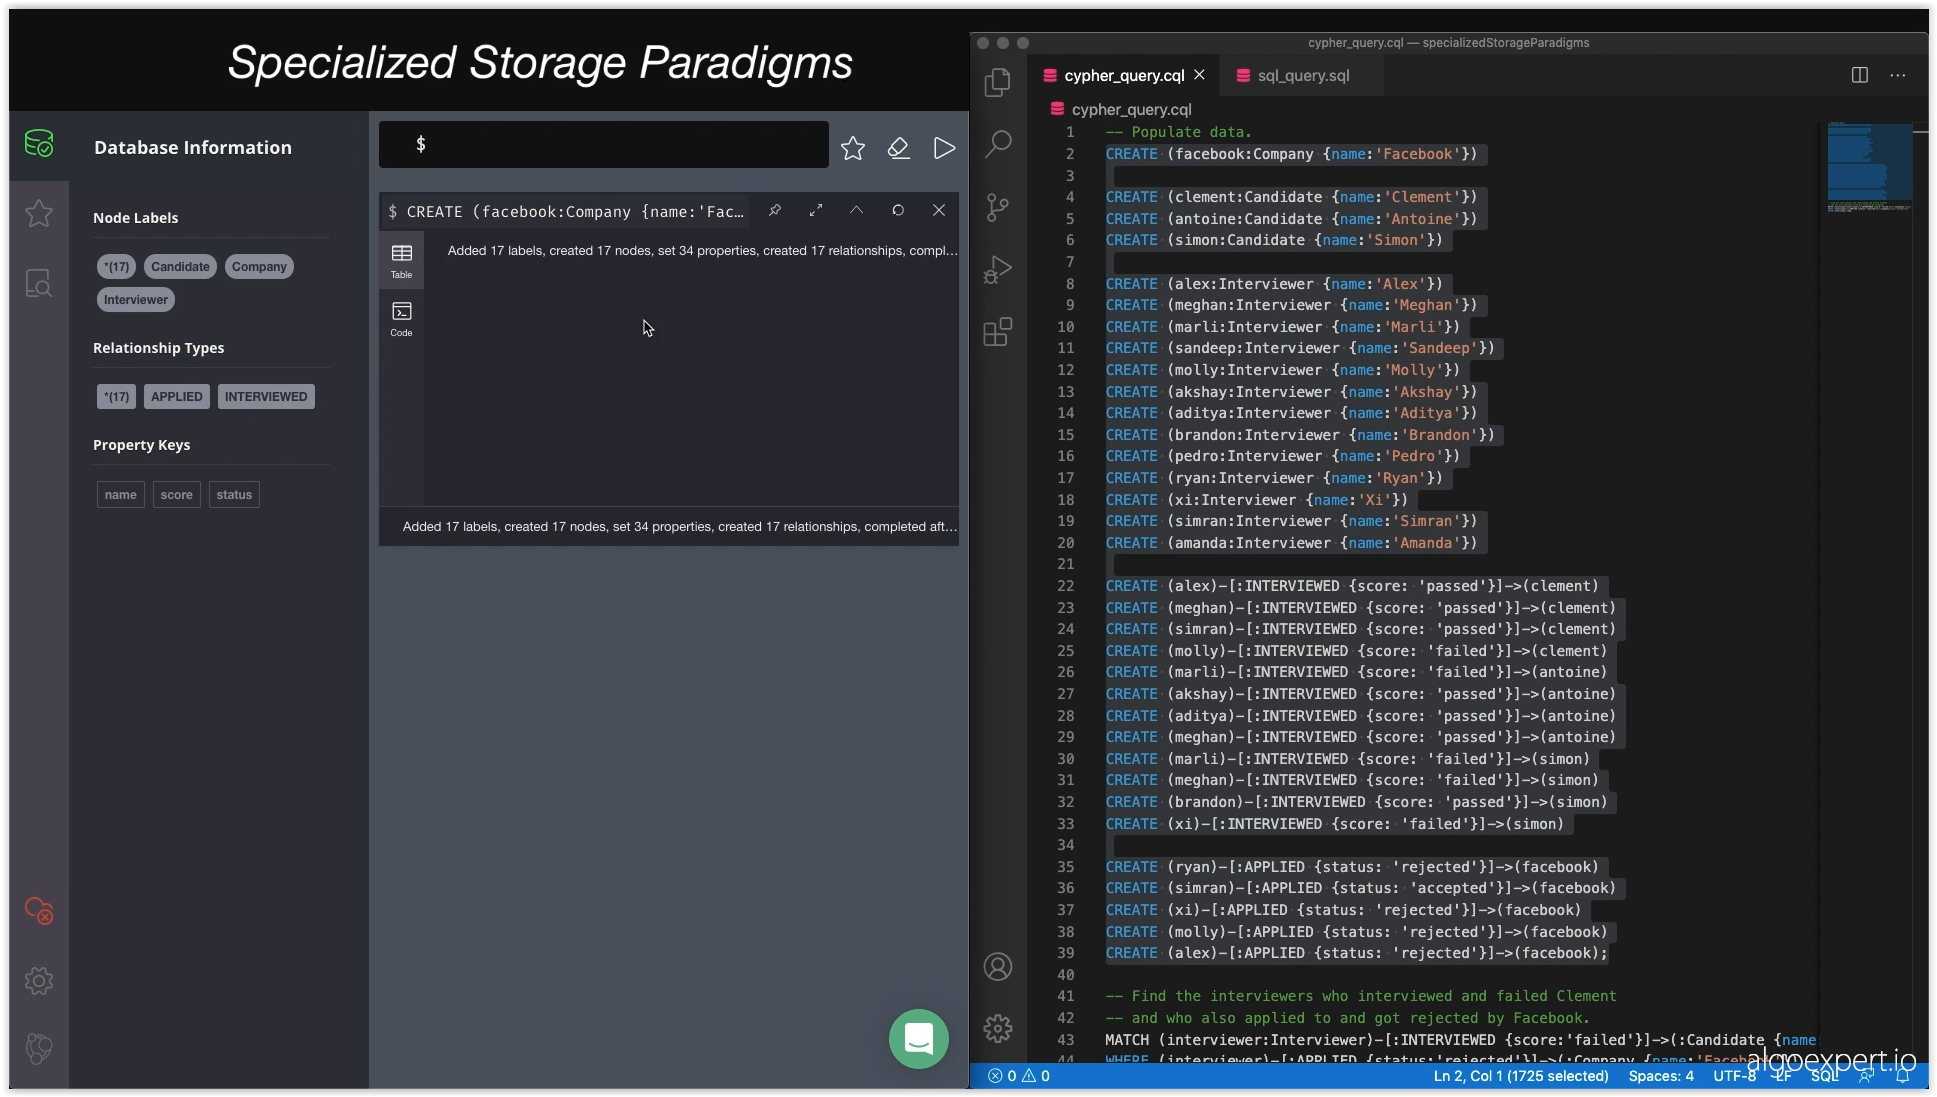 Specialized Storage Paradigms
Database Information
Node Labels
*(17) Candidate Company
Interviewer
Relationship Types
*(17) APPLIED INTERVIEWED
Property Keys
name score status
$
$ CREATE (facebook:Company {name:'Fac...
Table
Code
Added 17 labels, created 17 nodes, set 34 properties, created 17 relationships, compl...
Added 17 labels, created 17 nodes, set 34 properties, created 17 relationships, completed aft...
cypher_query.cql — specializedStorageParadigms
cypher_query.cql sql_query.sql
cypher_query.cql
1 -- Populate data.
2 CREATE (facebook:Company {name:'Facebook'})
3
4 CREATE (clement:Candidate {name:'Clement'})
5 CREATE (antoine:Candidate {name:'Antoine'})
6 CREATE (simon:Candidate {name:'Simon'})
7
8 CREATE (alex:Interviewer {name:'Alex'})
9 CREATE (meghan:Interviewer {name:'Meghan'})
10 CREATE (marli:Interviewer {name:'Marli'})
11 CREATE (sandeep:Interviewer {name:'Sandeep'})
12 CREATE (molly:Interviewer {name:'Molly'})
13 CREATE (akshay:Interviewer {name:'Akshay'})
14 CREATE (aditya:Interviewer {name:'Aditya'})
15 CREATE (brandon:Interviewer {name:'Brandon'})
16 CREATE (pedro:Interviewer {name:'Pedro'})
17 CREATE (ryan:Interviewer {name:'Ryan'})
18 CREATE (xi:Interviewer {name:'Xi'})
19 CREATE (simran:Interviewer {name:'Simran'})
20 CREATE (amanda:Interviewer {name:'Amanda'})
21
22 CREATE (alex)-[:INTERVIEWED {score: 'passed'}]->(clement)
23 CREATE (meghan)-[:INTERVIEWED {score: 'passed'}]->(clement)
24 CREATE (simran)-[:INTERVIEWED {score: 'passed'}]->(clement)
25 CREATE (molly)-[:INTERVIEWED {score: 'failed'}]->(clement)
26 CREATE (marli)-[:INTERVIEWED {score: 'failed'}]->(antoine)
27 CREATE (akshay)-[:INTERVIEWED {score: 'passed'}]->(antoine)
28 CREATE (aditya)-[:INTERVIEWED {score: 'passed'}]->(antoine)
29 CREATE (meghan)-[:INTERVIEWED {score: 'passed'}]->(antoine)
30 CREATE (marli)-[:INTERVIEWED {score: 'failed'}]->(simon)
31 CREATE (meghan)-[:INTERVIEWED {score: 'failed'}]->(simon)
32 CREATE (brandon)-[:INTERVIEWED {score: 'passed'}]->(simon)
33 CREATE (xi)-[:INTERVIEWED {score: 'failed'}]->(simon)
34
35 CREATE (ryan)-[:APPLIED {status: 'rejected'}]->(facebook)
36 CREATE (simran)-[:APPLIED {status: 'accepted'}]->(facebook)
37 CREATE (xi)-[:APPLIED {status: 'rejected'}]->(facebook)
38 CREATE (molly)-[:APPLIED {status: 'rejected'}]->(facebook)
39 CREATE (alex)-[:APPLIED {status: 'rejected'}]->(facebook);
40
41 -- Find the interviewers who interviewed and failed Clement
42 -- and who also applied to and got rejected by Facebook.
43 MATCH (interviewer:Interviewer)-[:INTERVIEWED {score:'failed'}]->(:Candidate {name:
44 WHERE (interviewer)-[:APPLIED {status:'rejected'}]->(:Company {name:'Facebook'})
algoexpert.io
0 0 Ln 2, Col 1 (1725 selected) Spaces: 4 UTF-8 LF SQL